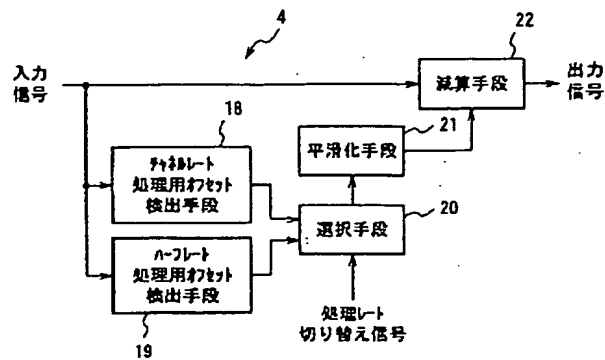 4
22
入力
信号
減算手段
出力
信号
18
21
ﾁｬﾈﾙﾚｰﾄ
処理用ｵﾌｾｯﾄ
検出手段
平滑化手段
20
選択手段
ﾊｰﾌﾚｰﾄ
処理用ｵﾌｾｯﾄ
検出手段
処理ﾚｰﾄ
切り替え信号
19